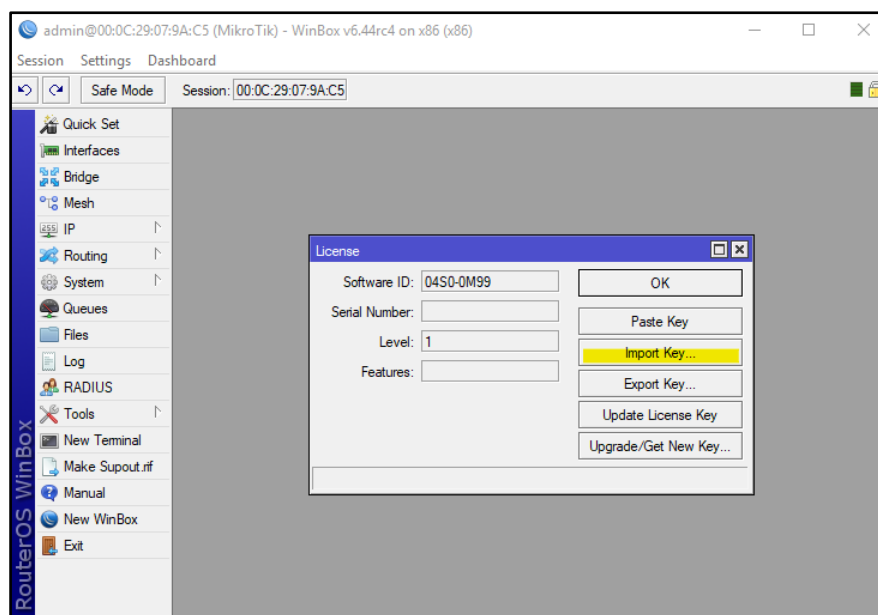 admin@00:0C:29:07:9A:C5 (MikroTik) - WinBox v6.44rc4 on x86 (x86)
Session Settings Dashboard
Safe Mode Session: 00:0C:29:07:9A:C5
Quick Set
Interfaces
Bridge
Mesh
IP
Routing
System
Queues
Files
Log
RADIUS
Tools
New Terminal
Make Supout.rif
Manual
New WinBox
Exit
RouterOS WinBox
License
Software ID: 04S0-0M99
Serial Number:
Level: 1
Features:
OK
Paste Key
Import Key...
Export Key...
Update License Key
Upgrade/Get New Key...